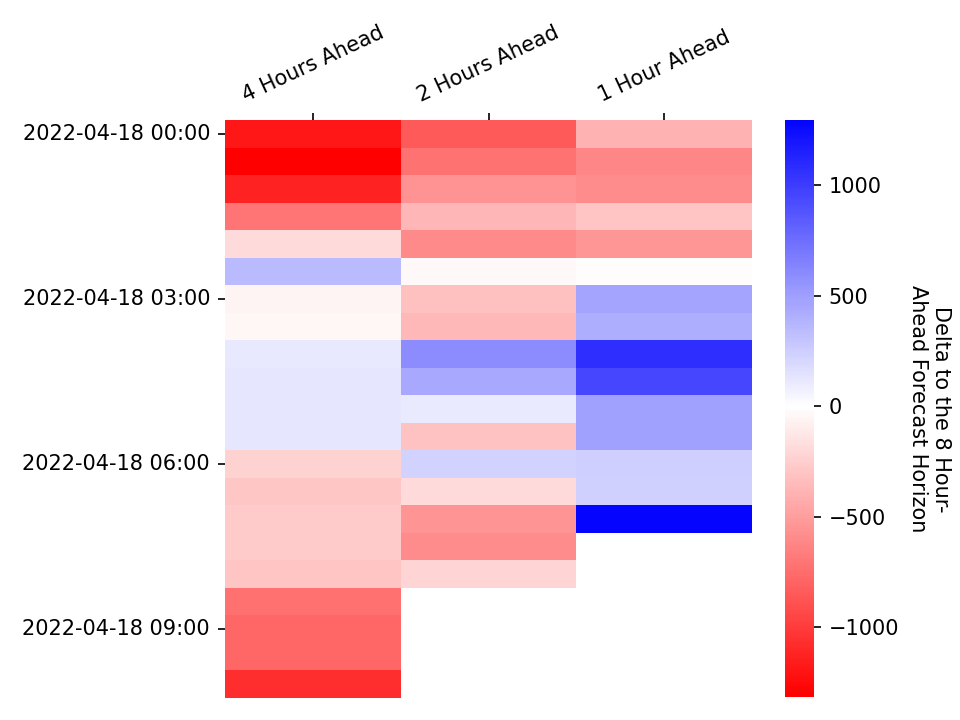 4 Hours Ahead
2 Hours Ahead
1 Hour Ahead
2022-04-18 00:00
2022-04-18 03:00
2022-04-18 06:00
2022-04-18 09:00
1000
500
0
−500
−1000
Delta to the 8 Hour-
Ahead Forecast Horizon